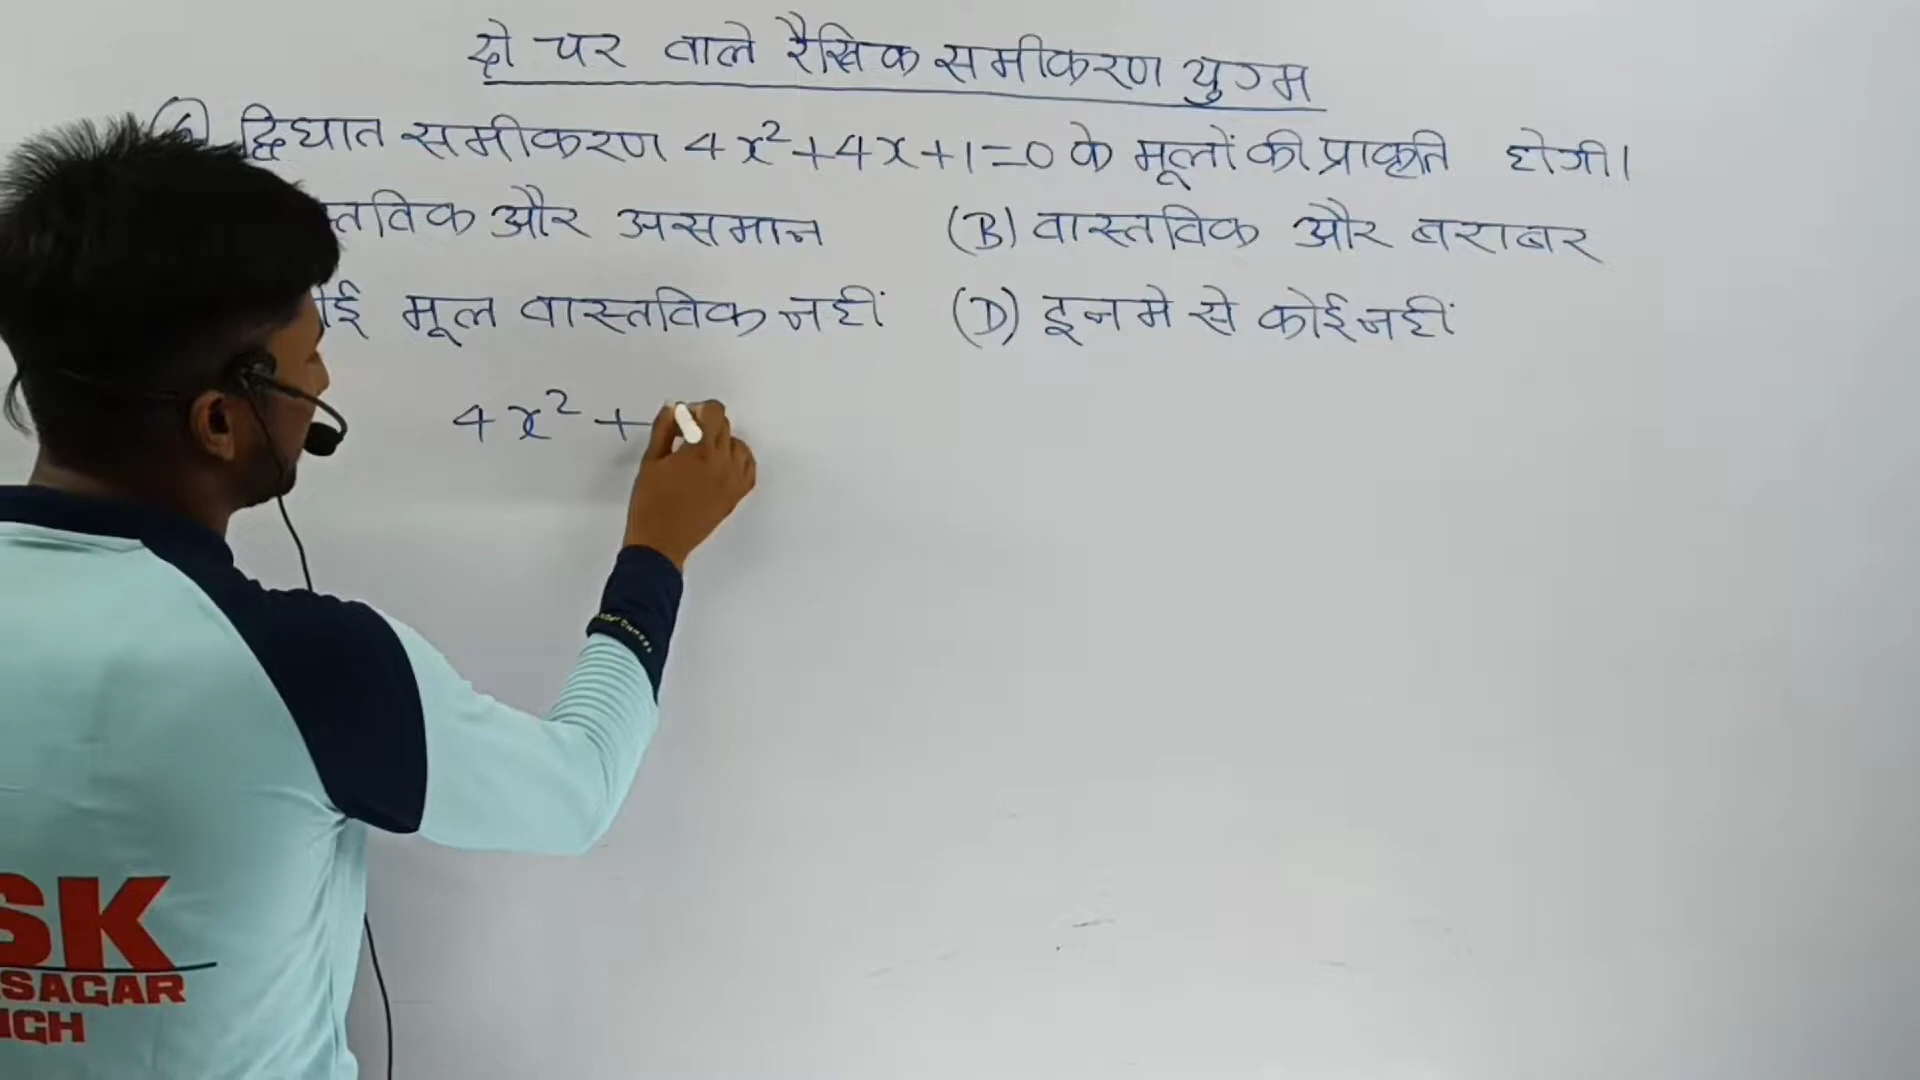 दो चर वाले रैखिक समीकरण युग्म
द्विघात समीकरण 4x²+4x+1=0 के मूलों की प्राकृति होगी।
स्तविक और असमान (B) वास्तविक और बराबर
ोई मूल वास्तविक नहीं (D) इनमे से कोई नहीं
4x² +
SK
SAGAR
NGH